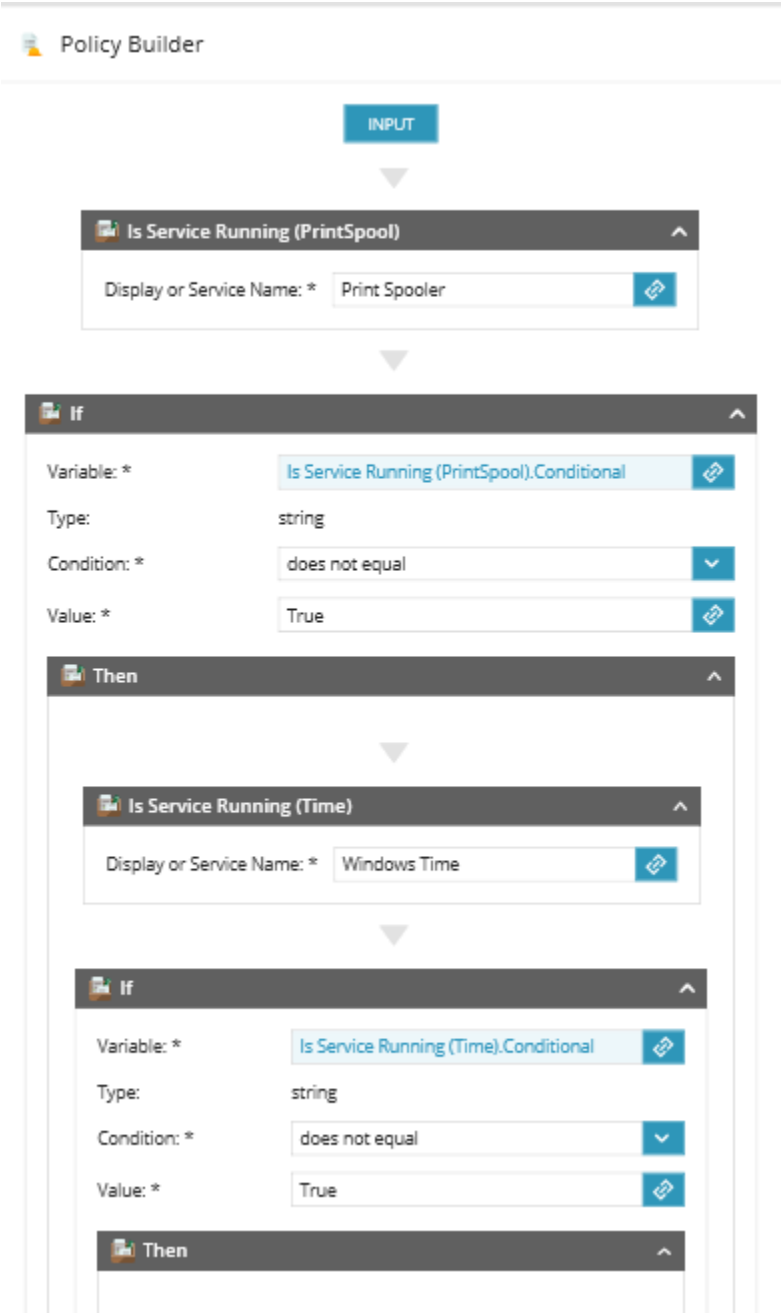 Policy Builder
INPUT
Is Service Running (PrintSpool)
Display or Service Name: * Print Spooler
If
Variable: * Is Service Running (PrintSpool).Conditional
Type: string
Condition: * does not equal
Value: * True
Then
Is Service Running (Time)
Display or Service Name: * Windows Time
If
Variable: * Is Service Running (Time).Conditional
Type: string
Condition: * does not equal
Value: * True
Then